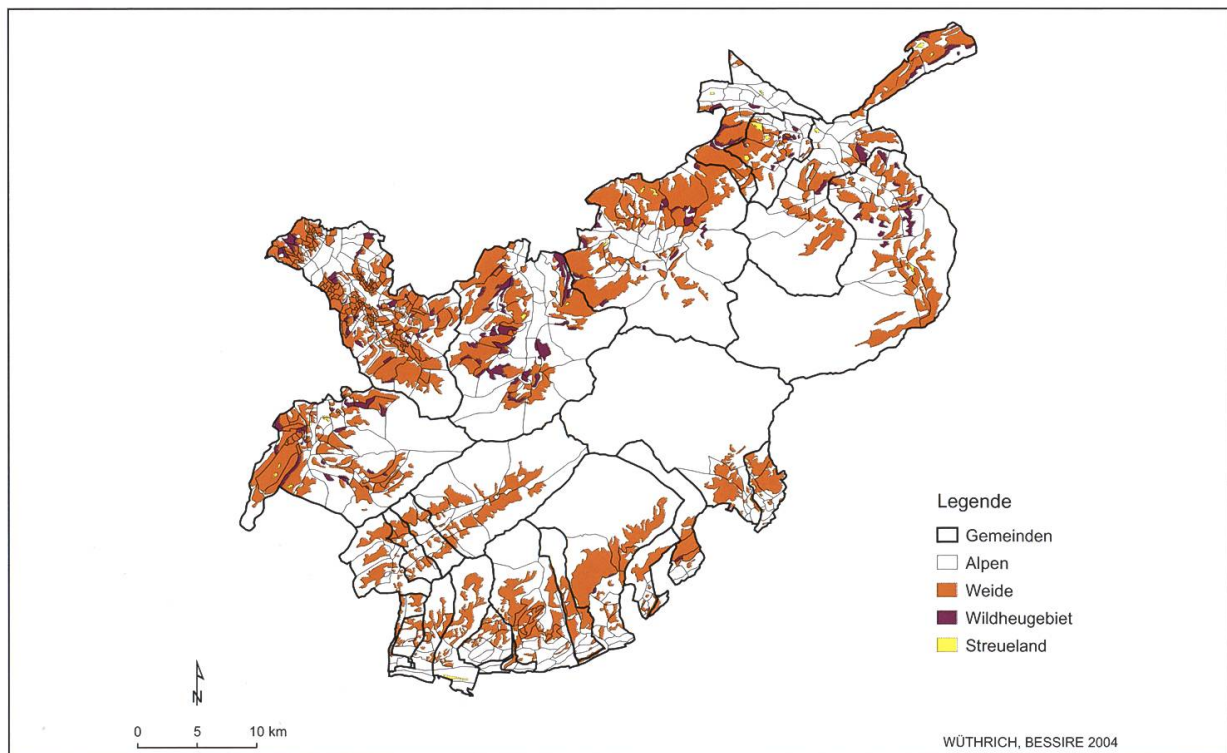 Legende
Gemeinden
Alpen
Weide
Wildheugebiet
Streueland
N
0 5 10 km
WÜTHRICH, BESSIRE 2004